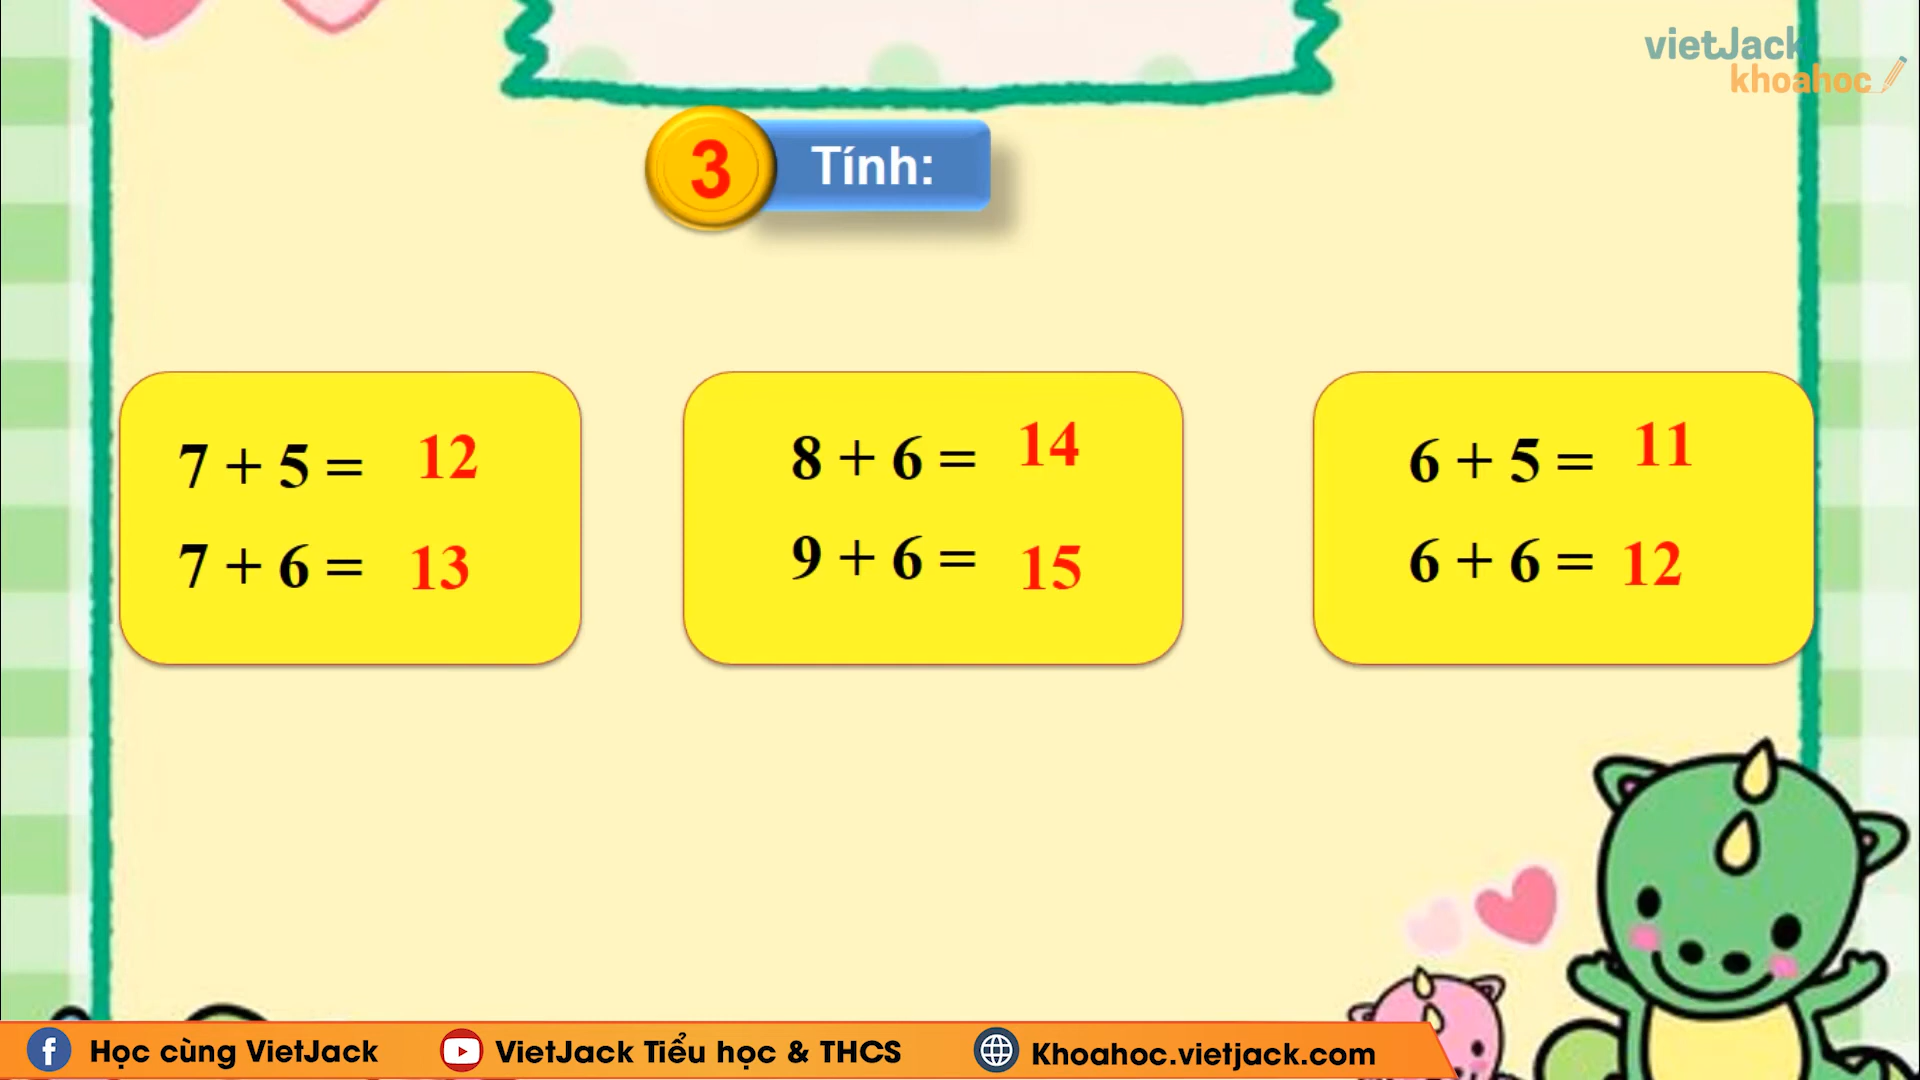 vietJack
khoahoc
3 Tính:
7 + 5 = 12
7 + 6 = 13
8 + 6 = 14
9 + 6 = 15
6 + 5 = 11
6 + 6 = 12
Học cùng VietJack
VietJack Tiểu học & THCS
Khoahoc.vietjack.com